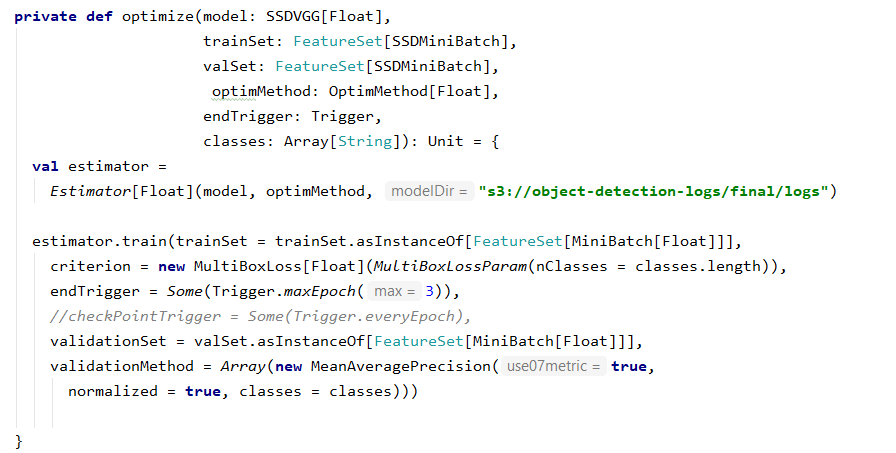 private def optimize(model: SSDVGG[Float],
trainSet: FeatureSet[SSDMiniBatch],
valSet: FeatureSet[SSDMiniBatch],
optimMethod: OptimMethod[Float],
endTrigger: Trigger,
classes: Array[String]): Unit = {
val estimator =
Estimator[Float](model, optimMethod, modelDir = "s3://object-detection-logs/final/logs")
estimator.train(trainSet = trainSet.asInstanceOf[FeatureSet[MiniBatch[Float]]],
criterion = new MultiBoxLoss[Float](MultiBoxLossParam(nClasses = classes.length)),
endTrigger = Some(Trigger.maxEpoch( max = 3)),
//checkPointTrigger = Some(Trigger.everyEpoch),
validationSet = valSet.asInstanceOf[FeatureSet[MiniBatch[Float]]],
validationMethod = Array(new MeanAveragePrecision( use07metric = true,
normalized = true, classes = classes)))
}